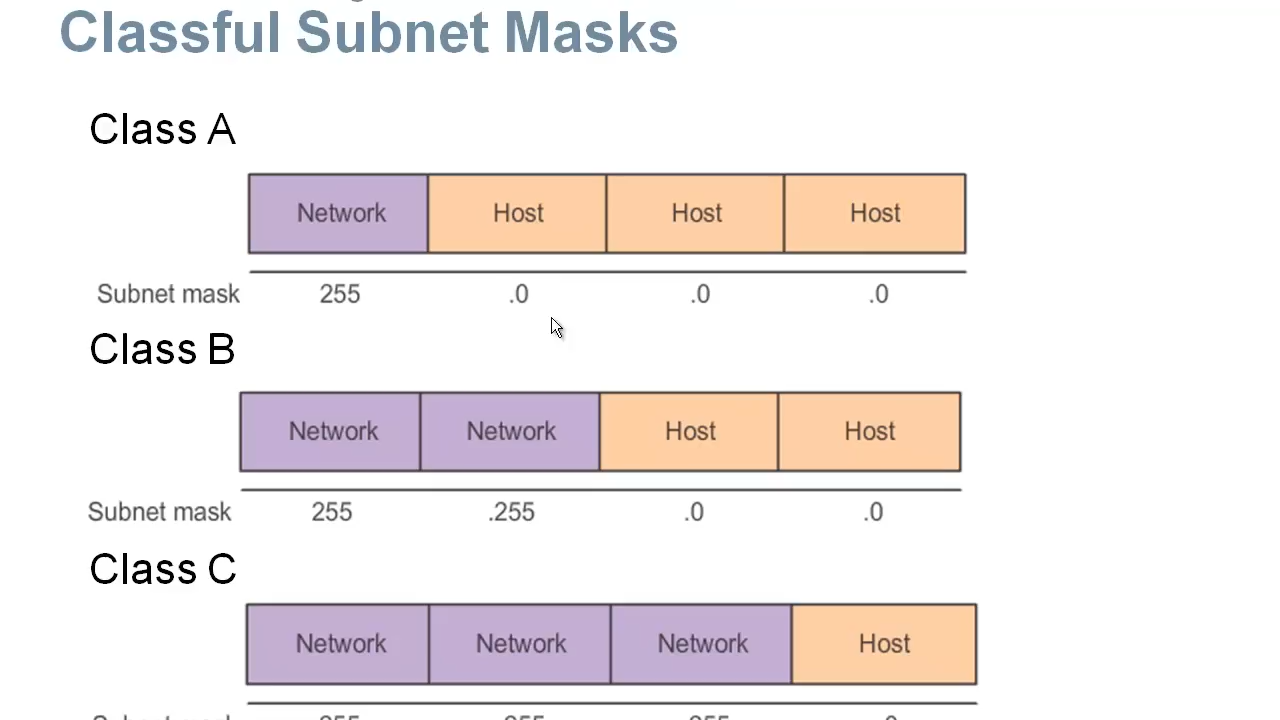 Classful Subnet Masks
Class A
Network Host Host Host
Subnet mask 255 .0 .0 .0
Class B
Network Network Host Host
Subnet mask 255 .255 .0 .0
Class C
Network Network Network Host